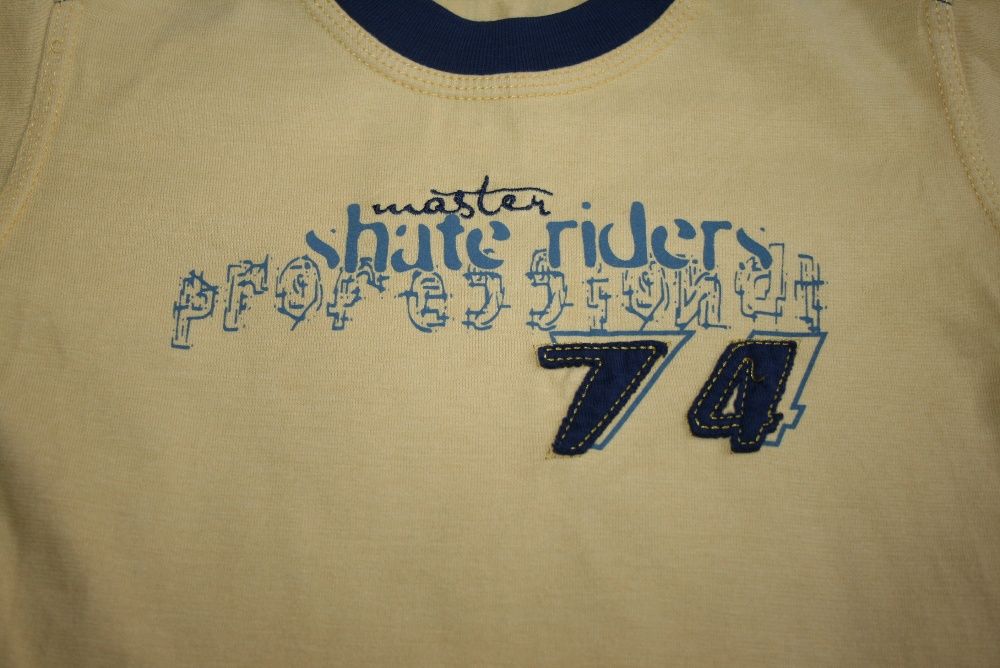 master
skate riders
professional
74